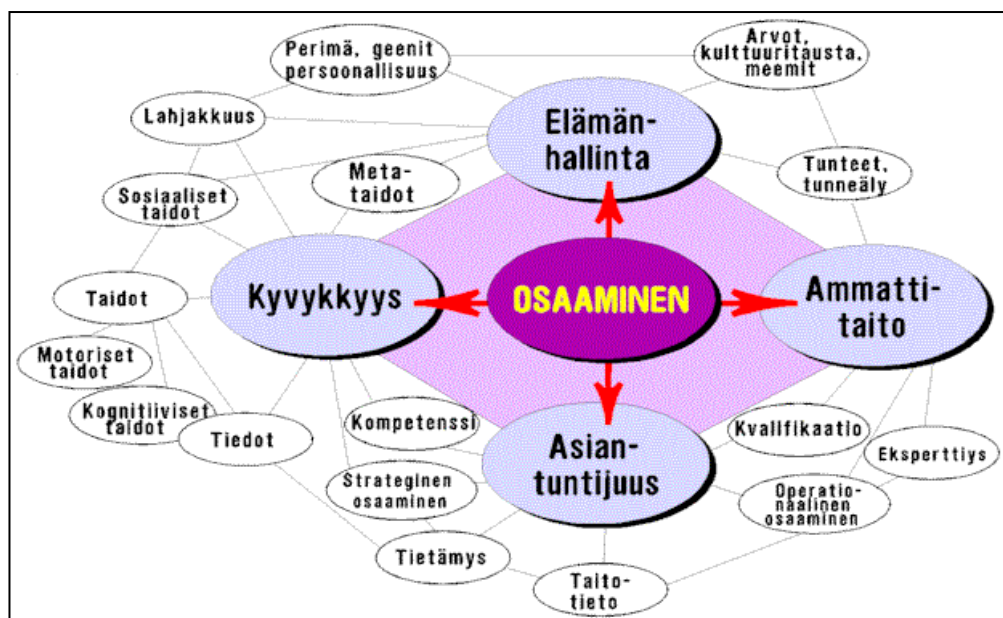 Perimä, geenit
persoonallisuus
Arvot,
kulttuuritausta,
meemit
Lahjakkuus
Elämän-
hallinta
Meta-
taidot
Tunteet,
tunneäly
Sosiaaliset
taidot
Kyvykkyys
OSAAMINEN
Ammatti-
taito
Taidot
Motoriset
taidot
Kognitiiviset
taidot
Tiedot
Kompetenssi
Asian-
tuntijuus
Kvalifikaatio
Eksperttiys
Strateginen
osaaminen
Operatio-
naalinen
osaaminen
Tietämys
Taito-
tieto